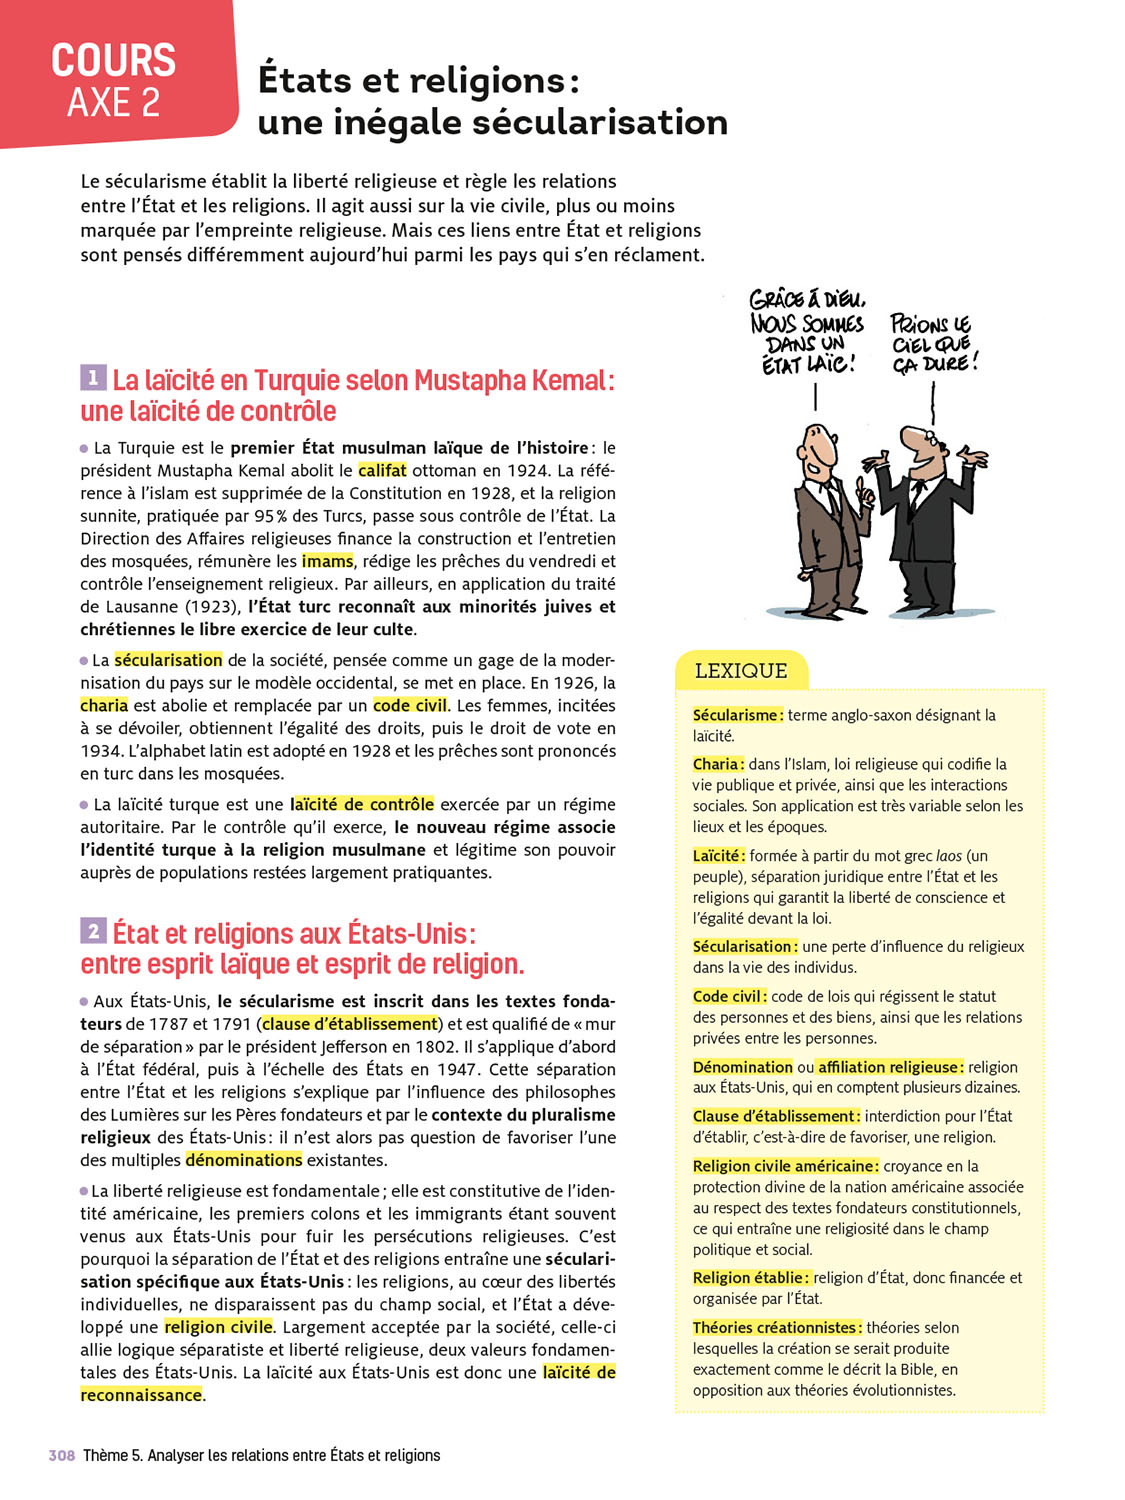 COURS
AXE 2
États et religions :
une inégale sécularisation
Le sécularisme établit la liberté religieuse et règle les relations
entre l'État et les religions. Il agit aussi sur la vie civile, plus ou moins
marquée par l'empreinte religieuse. Mais ces liens entre État et religions
sont pensés différemment aujourd'hui parmi les pays qui s'en réclament.
1 La laïcité en Turquie selon Mustapha Kemal :
une laïcité de contrôle
• La Turquie est le premier État musulman laïque de l'histoire : le
président Mustapha Kemal abolit le califat ottoman en 1924. La réfé-
rence à l'islam est supprimée de la Constitution en 1928, et la religion
sunnite, pratiquée par 95 % des Turcs, passe sous contrôle de l'État. La
Direction des Affaires religieuses finance la construction et l'entretien
des mosquées, rémunère les imams, rédige les prêches du vendredi et
contrôle l'enseignement religieux. Par ailleurs, en application du traité
de Lausanne (1923), l'État turc reconnaît aux minorités juives et
chrétiennes le libre exercice de leur culte.
• La sécularisation de la société, pensée comme un gage de la moder-
nisation du pays sur le modèle occidental, se met en place. En 1926, la
charia est abolie et remplacée par un code civil. Les femmes, incitées
à se dévoiler, obtiennent l'égalité des droits, puis le droit de vote en
1934. L'alphabet latin est adopté en 1928 et les prêches sont prononcés
en turc dans les mosquées.
• La laïcité turque est une laïcité de contrôle exercée par un régime
autoritaire. Par le contrôle qu'il exerce, le nouveau régime associe
l'identité turque à la religion musulmane et légitime son pouvoir
auprès de populations restées largement pratiquantes.
2 État et religions aux États-Unis :
entre esprit laïque et esprit de religion.
• Aux États-Unis, le sécularisme est inscrit dans les textes fonda-
teurs de 1787 et 1791 (clause d'établissement) et est qualifié de « mur
de séparation » par le président Jefferson en 1802. Il s'applique d'abord
à l'État fédéral, puis à l'échelle des États en 1947. Cette séparation
entre l'État et les religions s'explique par l'influence des philosophes
des Lumières sur les Pères fondateurs et par le contexte du pluralisme
religieux des États-Unis : il n'est alors pas question de favoriser l'une
des multiples dénominations existantes.
• La liberté religieuse est fondamentale ; elle est constitutive de l'iden-
tité américaine, les premiers colons et les immigrants étant souvent
venus aux États-Unis pour fuir les persécutions religieuses. C'est
pourquoi la séparation de l'État et des religions entraîne une séculari-
sation spécifique aux États-Unis : les religions, au cœur des libertés
individuelles, ne disparaissent pas du champ social, et l'État a déve-
loppé une religion civile. Largement acceptée par la société, celle-ci
allie logique séparatiste et liberté religieuse, deux valeurs fondamen-
tales des États-Unis. La laïcité aux États-Unis est donc une laïcité de
reconnaissance.
GRÂCE À DIEU,
NOUS SOMMES
DANS UN
ÉTAT LAÏC !
PRIONS LE
CIEL QUE
ÇA DURE !
LEXIQUE
Sécularisme : terme anglo-saxon désignant la
laïcité.
Charia : dans l'Islam, loi religieuse qui codifie la
vie publique et privée, ainsi que les interactions
sociales. Son application est très variable selon les
lieux et les époques.
Laïcité : formée à partir du mot grec laos (un
peuple), séparation juridique entre l'État et les
religions qui garantit la liberté de conscience et
l'égalité devant la loi.
Sécularisation : une perte d'influence du religieux
dans la vie des individus.
Code civil : code de lois qui régissent le statut
des personnes et des biens, ainsi que les relations
privées entre les personnes.
Dénomination ou affiliation religieuse : religion
aux États-Unis, qui en comptent plusieurs dizaines.
Clause d'établissement : interdiction pour l'État
d'établir, c'est-à-dire de favoriser, une religion.
Religion civile américaine : croyance en la
protection divine de la nation américaine associée
au respect des textes fondateurs constitutionnels,
ce qui entraîne une religiosité dans le champ
politique et social.
Religion établie : religion d'État, donc financée et
organisée par l'État.
Théories créationnistes : théories selon
lesquelles la création se serait produite
exactement comme le décrit la Bible, en
opposition aux théories évolutionnistes.
308 Thème 5. Analyser les relations entre États et religions